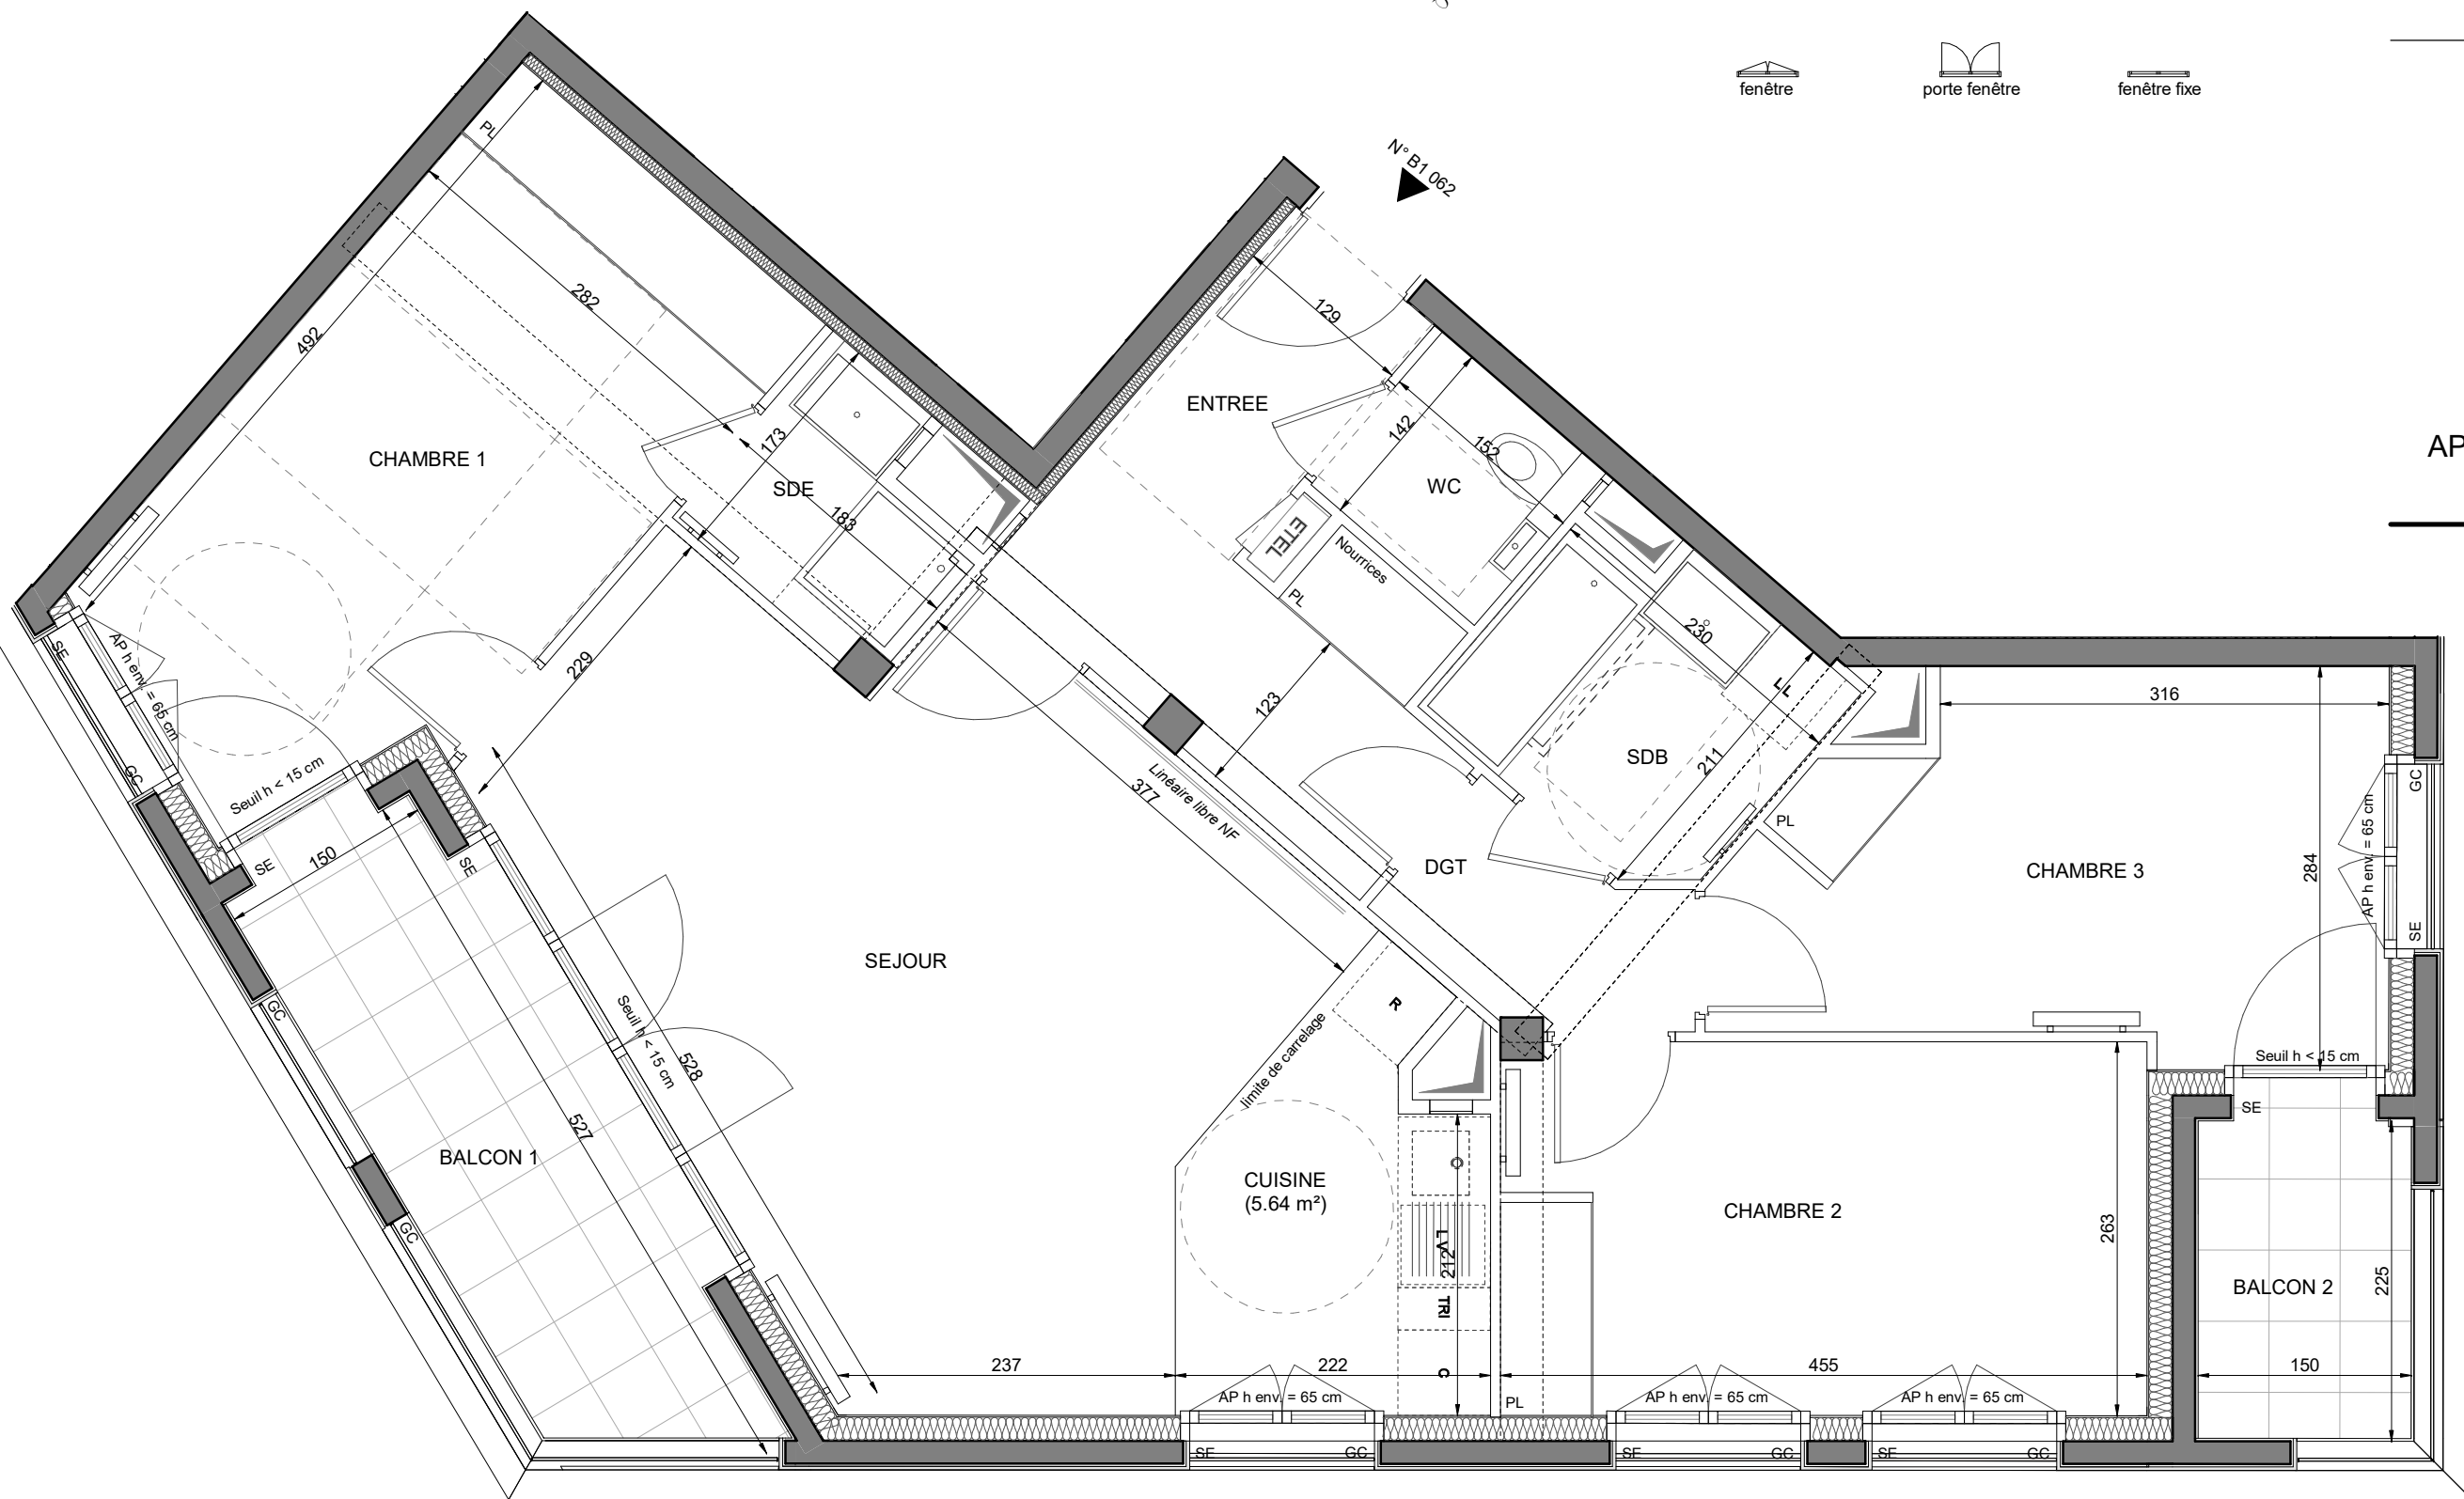 fenêtre
porte fenêtre
fenêtre fixe
N° B1 062
AP
PL
282
492
129
ENTREE
142
152
CHAMBRE 1
173
SDE
WC
183
ETEL
Nourrices
PL
230
229
SE
AP h env. = 65 cm
GC
LL
316
123
SDB
211
Seuil h < 15 cm
Linéaire libre NF
377
PL
GC
AP h env. = 65 cm
SE
284
150
SE
SE
DGT
CHAMBRE 3
SEJOUR
GC
Seuil h < 15 cm
528
R
limite de carrelage
Seuil h < 15 cm
SE
527
BALCON 1
GC
CUISINE
(5.64 m²)
CHAMBRE 2
263
LV
212
TRI
C
BALCON 2
225
237
222
455
150
AP h env. = 65 cm
PL
AP h env. = 65 cm
AP h env. = 65 cm
SE
GC
SE
GC
SE
GC